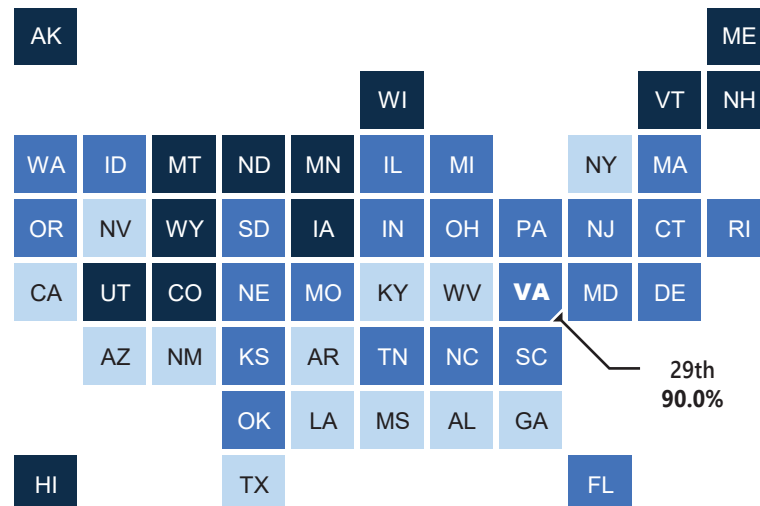 AK ME
WI VT NH
WA ID MT ND MN IL MI NY MA
OR NV WY SD IA IN OH PA NJ CT RI
CA UT CO NE MO KY WV VA MD DE
AZ NM KS AR TN NC SC
29th
90.0%
OK LA MS AL GA
HI TX FL